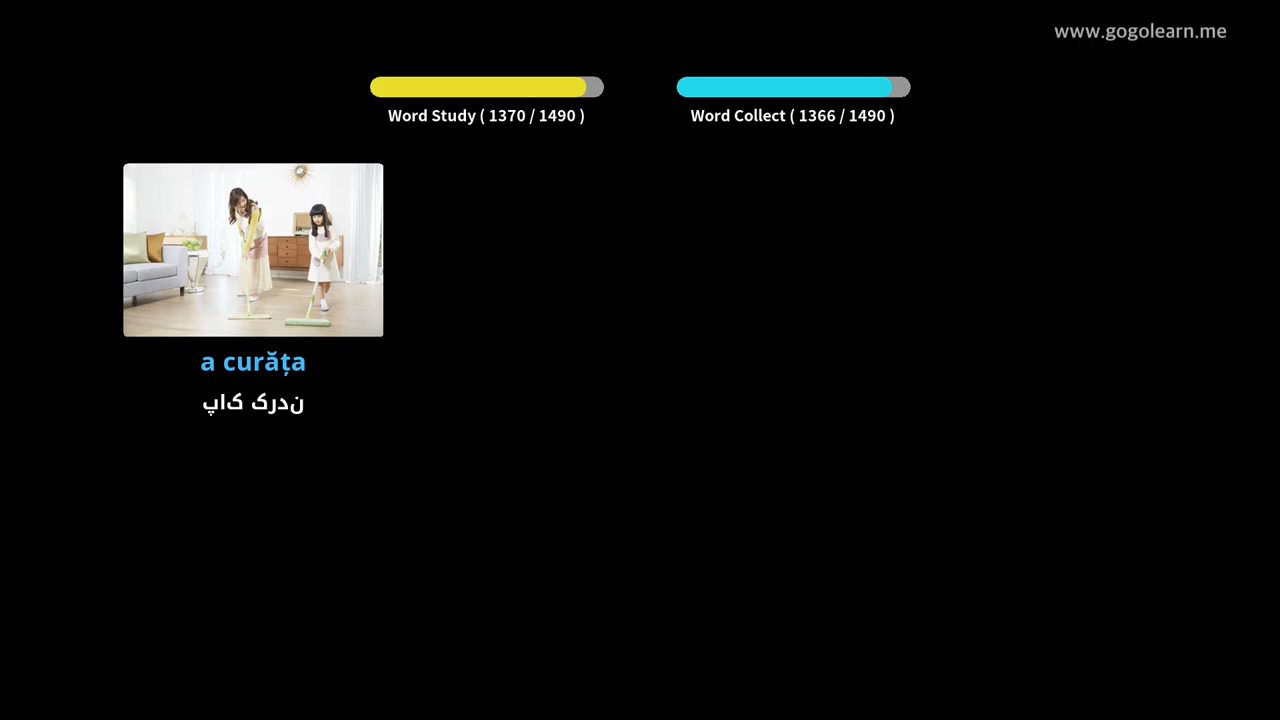 www.gogolearn.me
Word Study ( 1370 / 1490 )
Word Collect ( 1366 / 1490 )
a curăța
پاک کردن